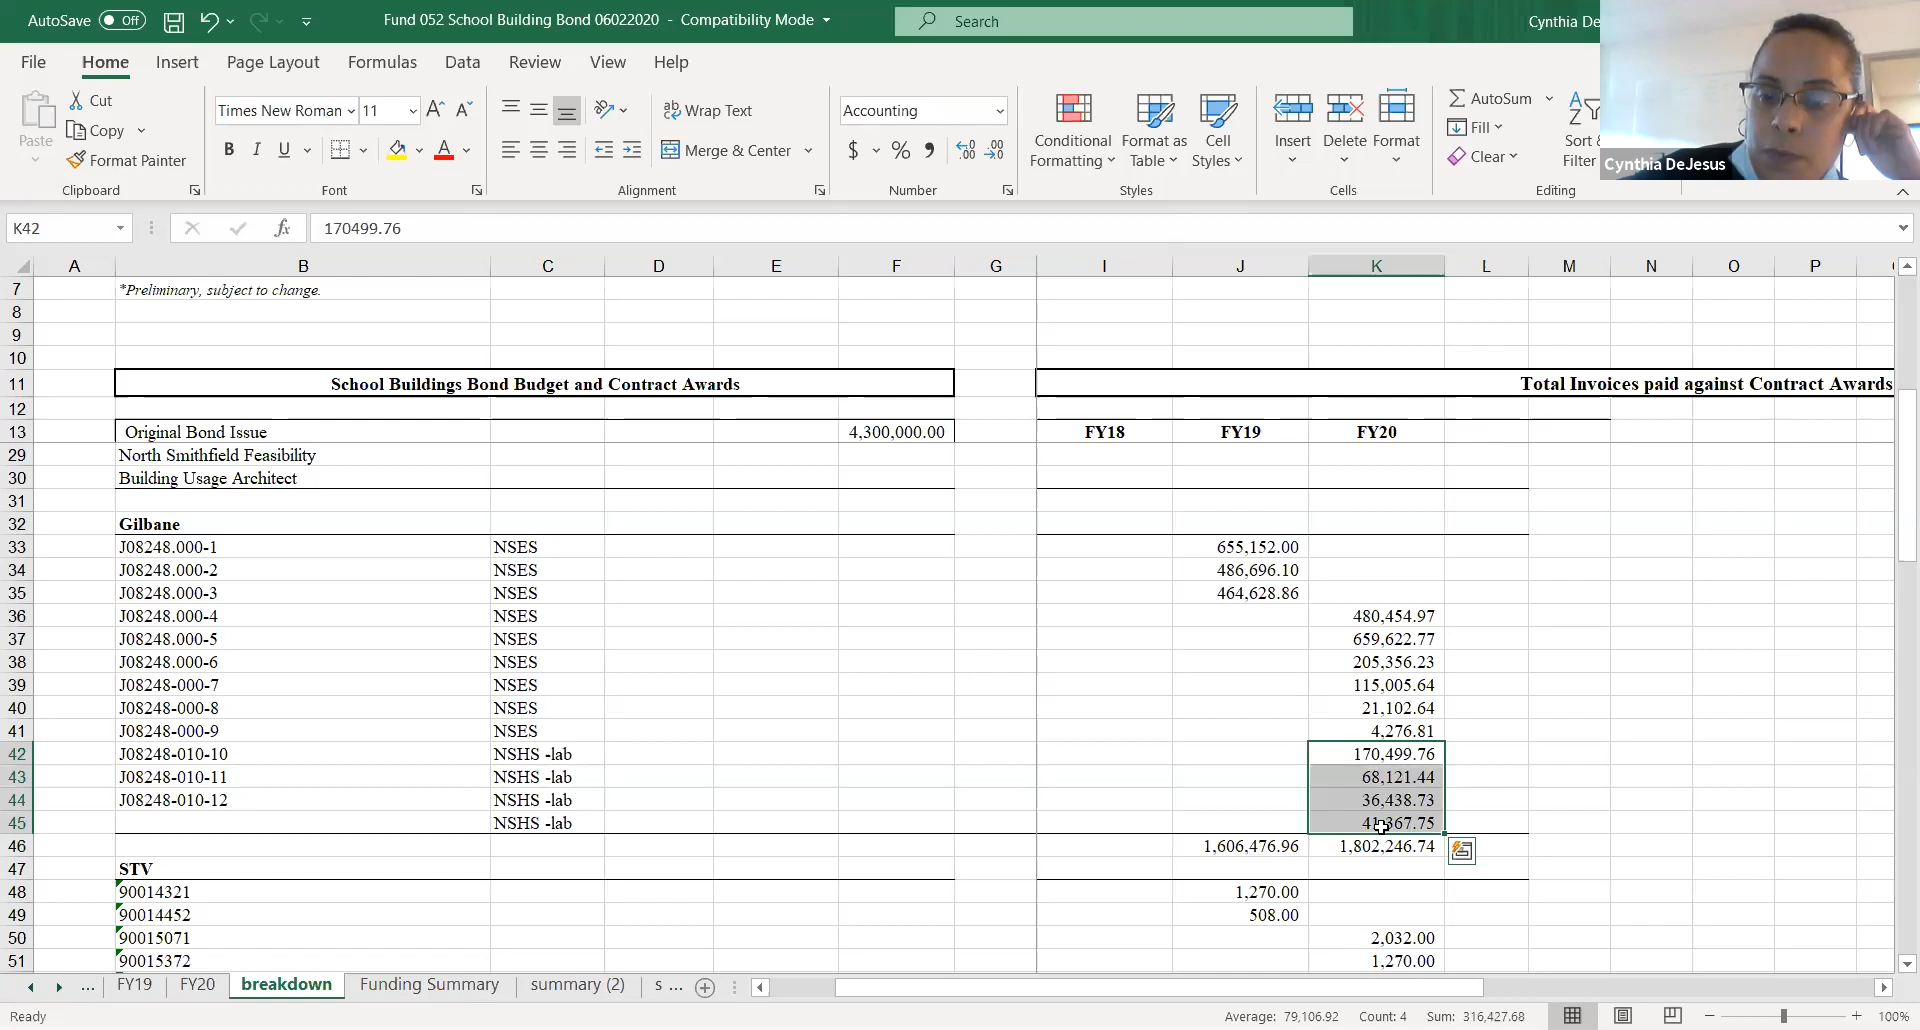 AutoSave Off Fund 052 School Building Bond 06022020 - Compatibility Mode Search Cynthia De
File Home Insert Page Layout Formulas Data Review View Help
Paste Cut Copy Format Painter Clipboard
Times New Roman 11 B I U A Font
Wrap Text Merge & Center Alignment
Accounting $ % Number
Conditional Formatting Format as Table Cell Styles Styles
Insert Delete Format Cells
AutoSum Fill Clear Sort & Filter Editing
Cynthia DeJesus
K42 fx 170499.76
A B C D E F G I J K L M N O P
7 *Preliminary, subject to change.
8
9
10
11 School Buildings Bond Budget and Contract Awards Total Invoices paid against Contract Awards
12
13 Original Bond Issue 4,300,000.00 FY18 FY19 FY20
29 North Smithfield Feasibility
30 Building Usage Architect
31
32 Gilbane
33 J08248.000-1 NSES 655,152.00
34 J08248.000-2 NSES 486,696.10
35 J08248.000-3 NSES 464,628.86
36 J08248.000-4 NSES 480,454.97
37 J08248.000-5 NSES 659,622.77
38 J08248.000-6 NSES 205,356.23
39 J08248-000-7 NSES 115,005.64
40 J08248-000-8 NSES 21,102.64
41 J08248-000-9 NSES 4,276.81
42 J08248-010-10 NSHS -lab 170,499.76
43 J08248-010-11 NSHS -lab 68,121.44
44 J08248-010-12 NSHS -lab 36,438.73
45 NSHS -lab 41,367.75
46 1,606,476.96 1,802,246.74
47 STV
48 90014321 1,270.00
49 90014452 508.00
50 90015071 2,032.00
51 90015372 1,270.00
... FY19 FY20 breakdown Funding Summary summary (2) s ...
Ready Average: 79,106.92 Count: 4 Sum: 316,427.68 100%